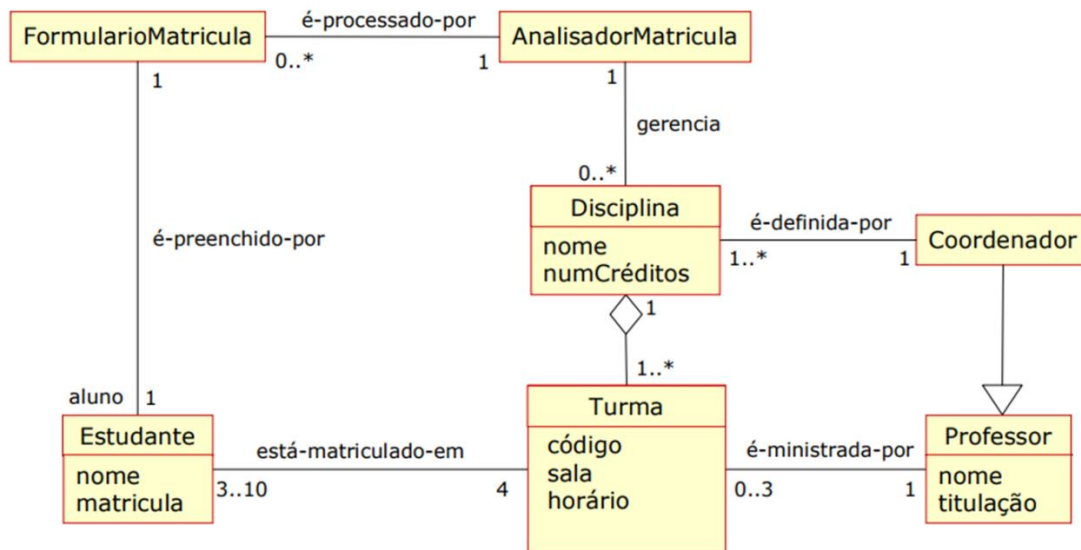 FormularioMatricula
é-processado-por
AnalisadorMatricula
0..*
1
1
1
gerencia
0..*
Disciplina
nome
numCréditos
é-definida-por
1..*
1
Coordenador
é-preenchido-por
1
1..*
aluno
1
Estudante
nome
matricula
está-matriculado-em
3..10
4
Turma
código
sala
horário
é-ministrada-por
0..3
1
Professor
nome
titulação